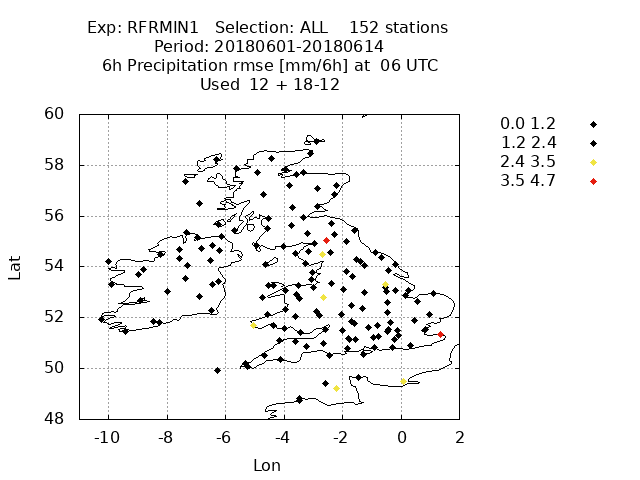 Exp: RFRMIN1 Selection: ALL 152 stations
Period: 20180601-20180614
6h Precipitation rmse [mm/6h] at 06 UTC
Used 12 + 18-12
0.0 1.2
1.2 2.4
2.4 3.5
3.5 4.7
60
58
56
54
52
50
48
Lat
-10 -8 -6 -4 -2 0 2
Lon